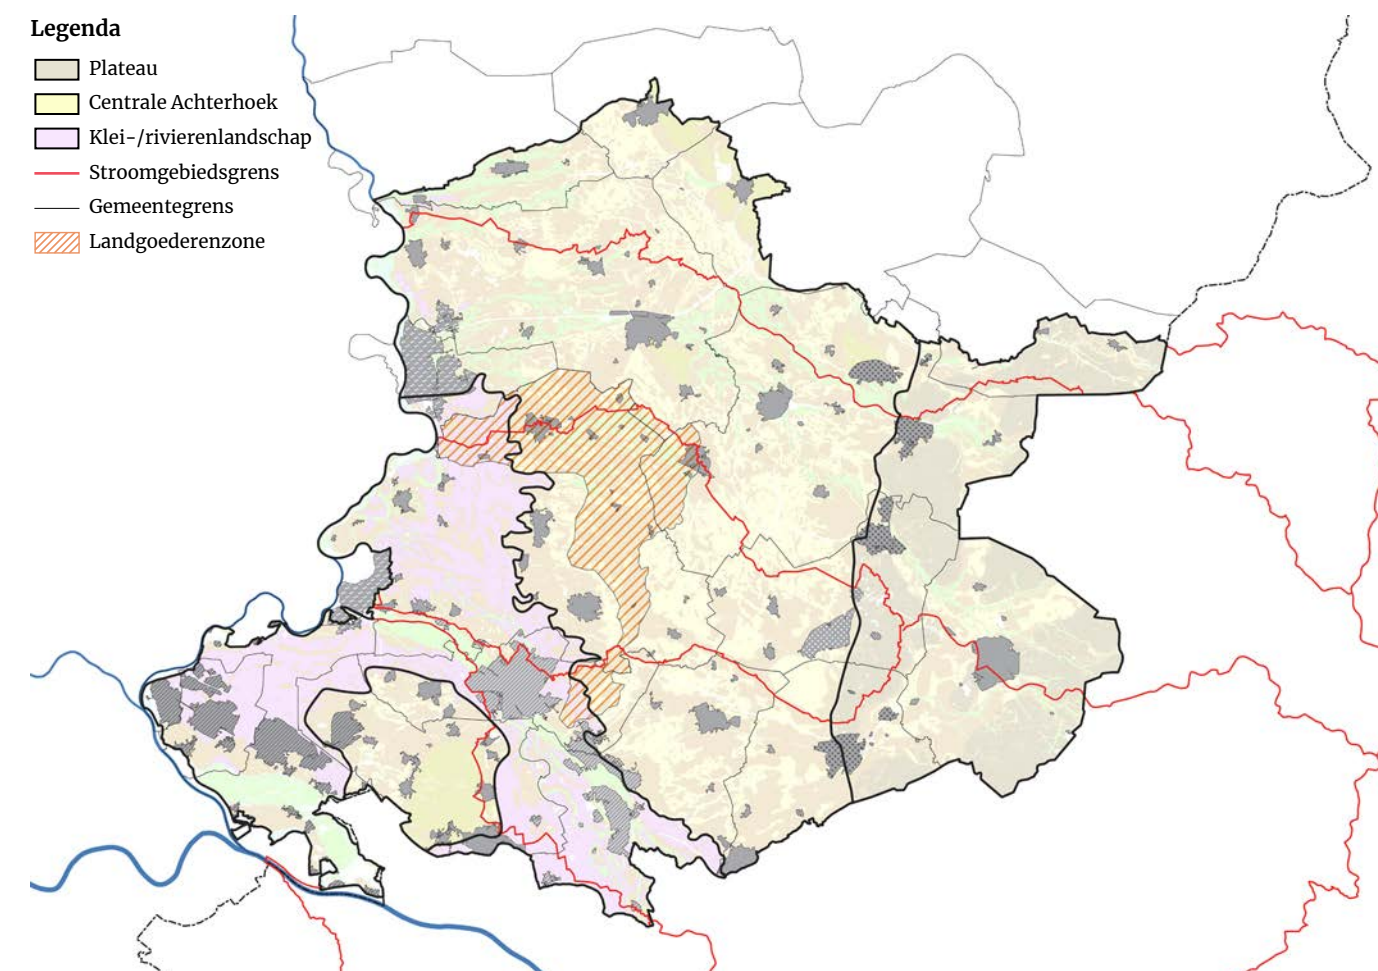 Legenda
Plateau
Centrale Achterhoek
Klei-/rivierenlandschap
Stroomgebiedsgrens
Gemeentegrens
Landgoederenzone